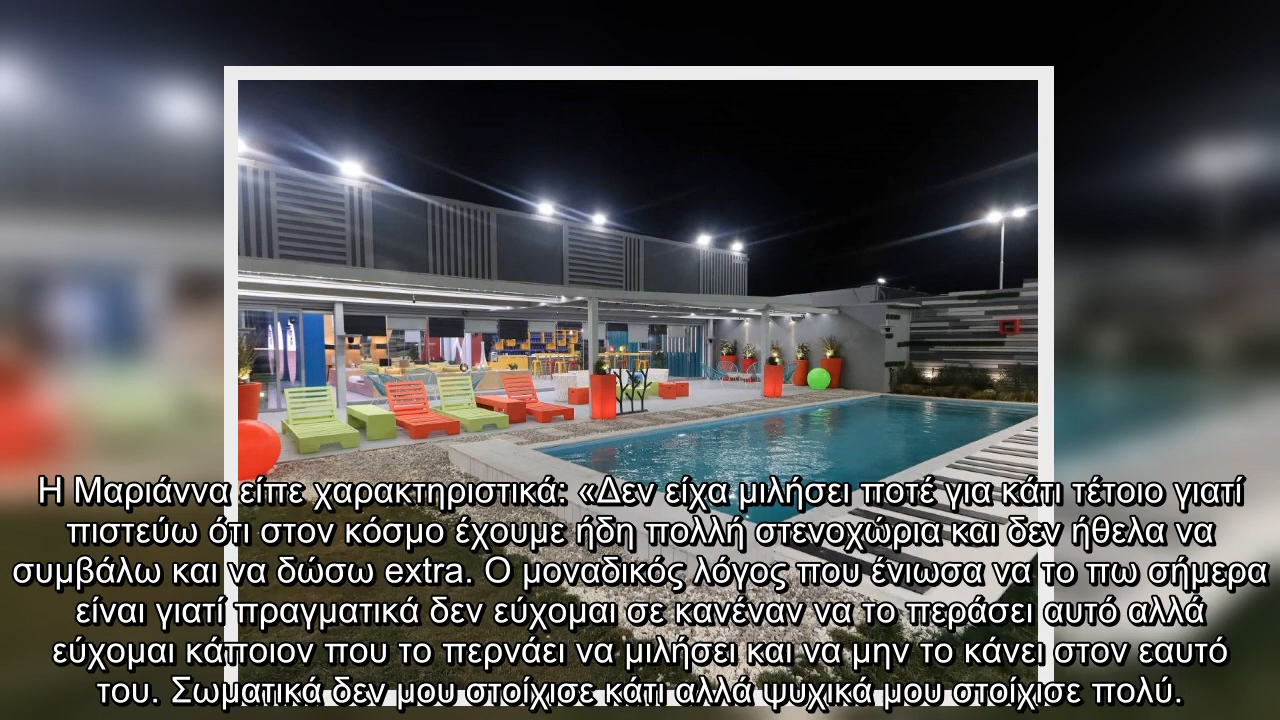 Η Μαριάννα είπε χαρακτηριστικά: «Δεν είχα μιλήσει ποτέ για κάτι τέτοιο γιατί
πιστεύω ότι στον κόσμο έχουμε ήδη πολλή στενοχώρια και δεν ήθελα να
συμβάλω και να δώσω extra. Ο μοναδικός λόγος που ένιωσα να το πω σήμερα
είναι γιατί πραγματικά δεν εύχομαι σε κανέναν να το περάσει αυτό αλλά
εύχομαι κάποιον που το περνάει να μιλήσει και να μην το κάνει στον εαυτό
του. Σωματικά δεν μου στοίχισε κάτι αλλά ψυχικά μου στοίχισε πολύ.